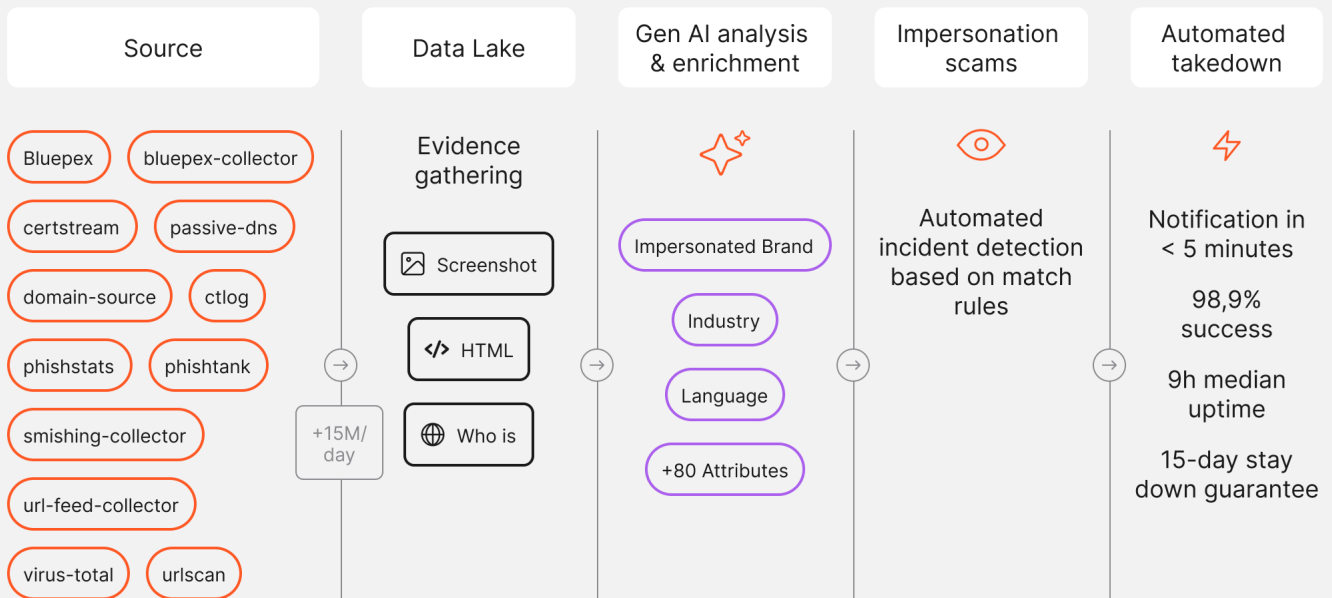 Source
Data Lake
Gen AI analysis
& enrichment
Impersonation
scams
Automated
takedown
Bluepex
bluepex-collector
certstream
passive-dns
domain-source
ctlog
phishstats
phishtank
smishing-collector
url-feed-collector
virus-total
urlscan
+15M/
day
Evidence
gathering
Screenshot
HTML
Who is
Impersonated Brand
Industry
Language
+80 Attributes
Automated
incident detection
based on match
rules
Notification in
< 5 minutes
98,9%
success
9h median
uptime
15-day stay
down guarantee